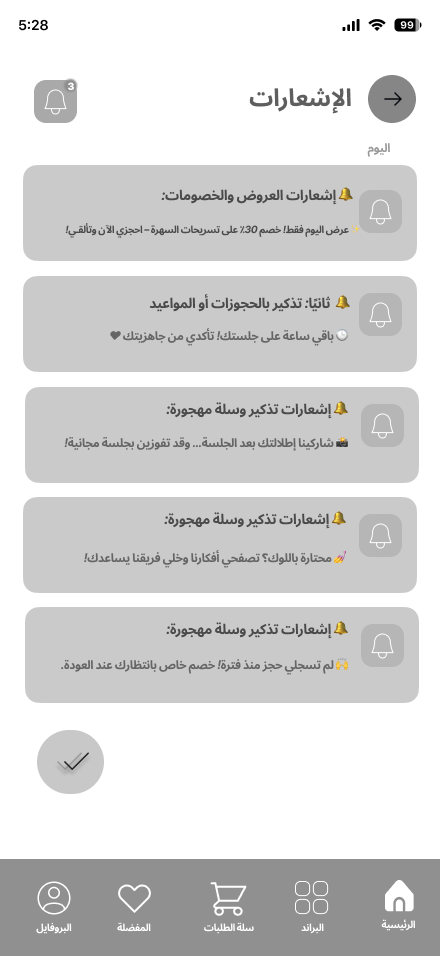 5:28
99
الإشعارات
3
اليوم
🔔 إشعارات العروض والخصومات:
✨ عرض اليوم فقط! خصم 30٪ على تسريحات السهرة – احجزي الآن وتألقي!
🔔 ثانيًا: تذكير بالحجوزات أو المواعيد
🕒 باقي ساعة على جلستك! تأكدي من جاهزيتك ❤
🔔 إشعارات تذكير وسلة مهجورة:
📸 شاركينا إطلالتك بعد الجلسة... وقد تفوزين بجلسة مجانية!
🔔 إشعارات تذكير وسلة مهجورة:
💅 محتارة باللوك؟ تصفحي أفكارنا وخلي فريقنا يساعدك!
🔔 إشعارات تذكير وسلة مهجورة:
🙌 لم تسجلي حجز منذ فترة! خصم خاص بانتظارك عند العودة.
الرئيسية
البراند
سلة الطلبات
المفضلة
البروفايل